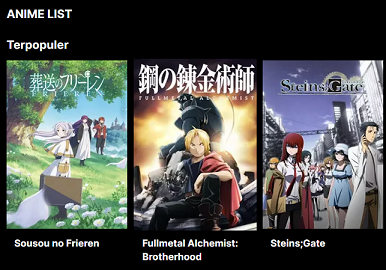 ANIME LIST
Terpopuler
葬送のフリーレン
FRIEREN
鋼の錬金術師
FULLMETAL ALCHEMIST
Steins;Gate
Sousou no Frieren
Fullmetal Alchemist:
Brotherhood
Steins;Gate